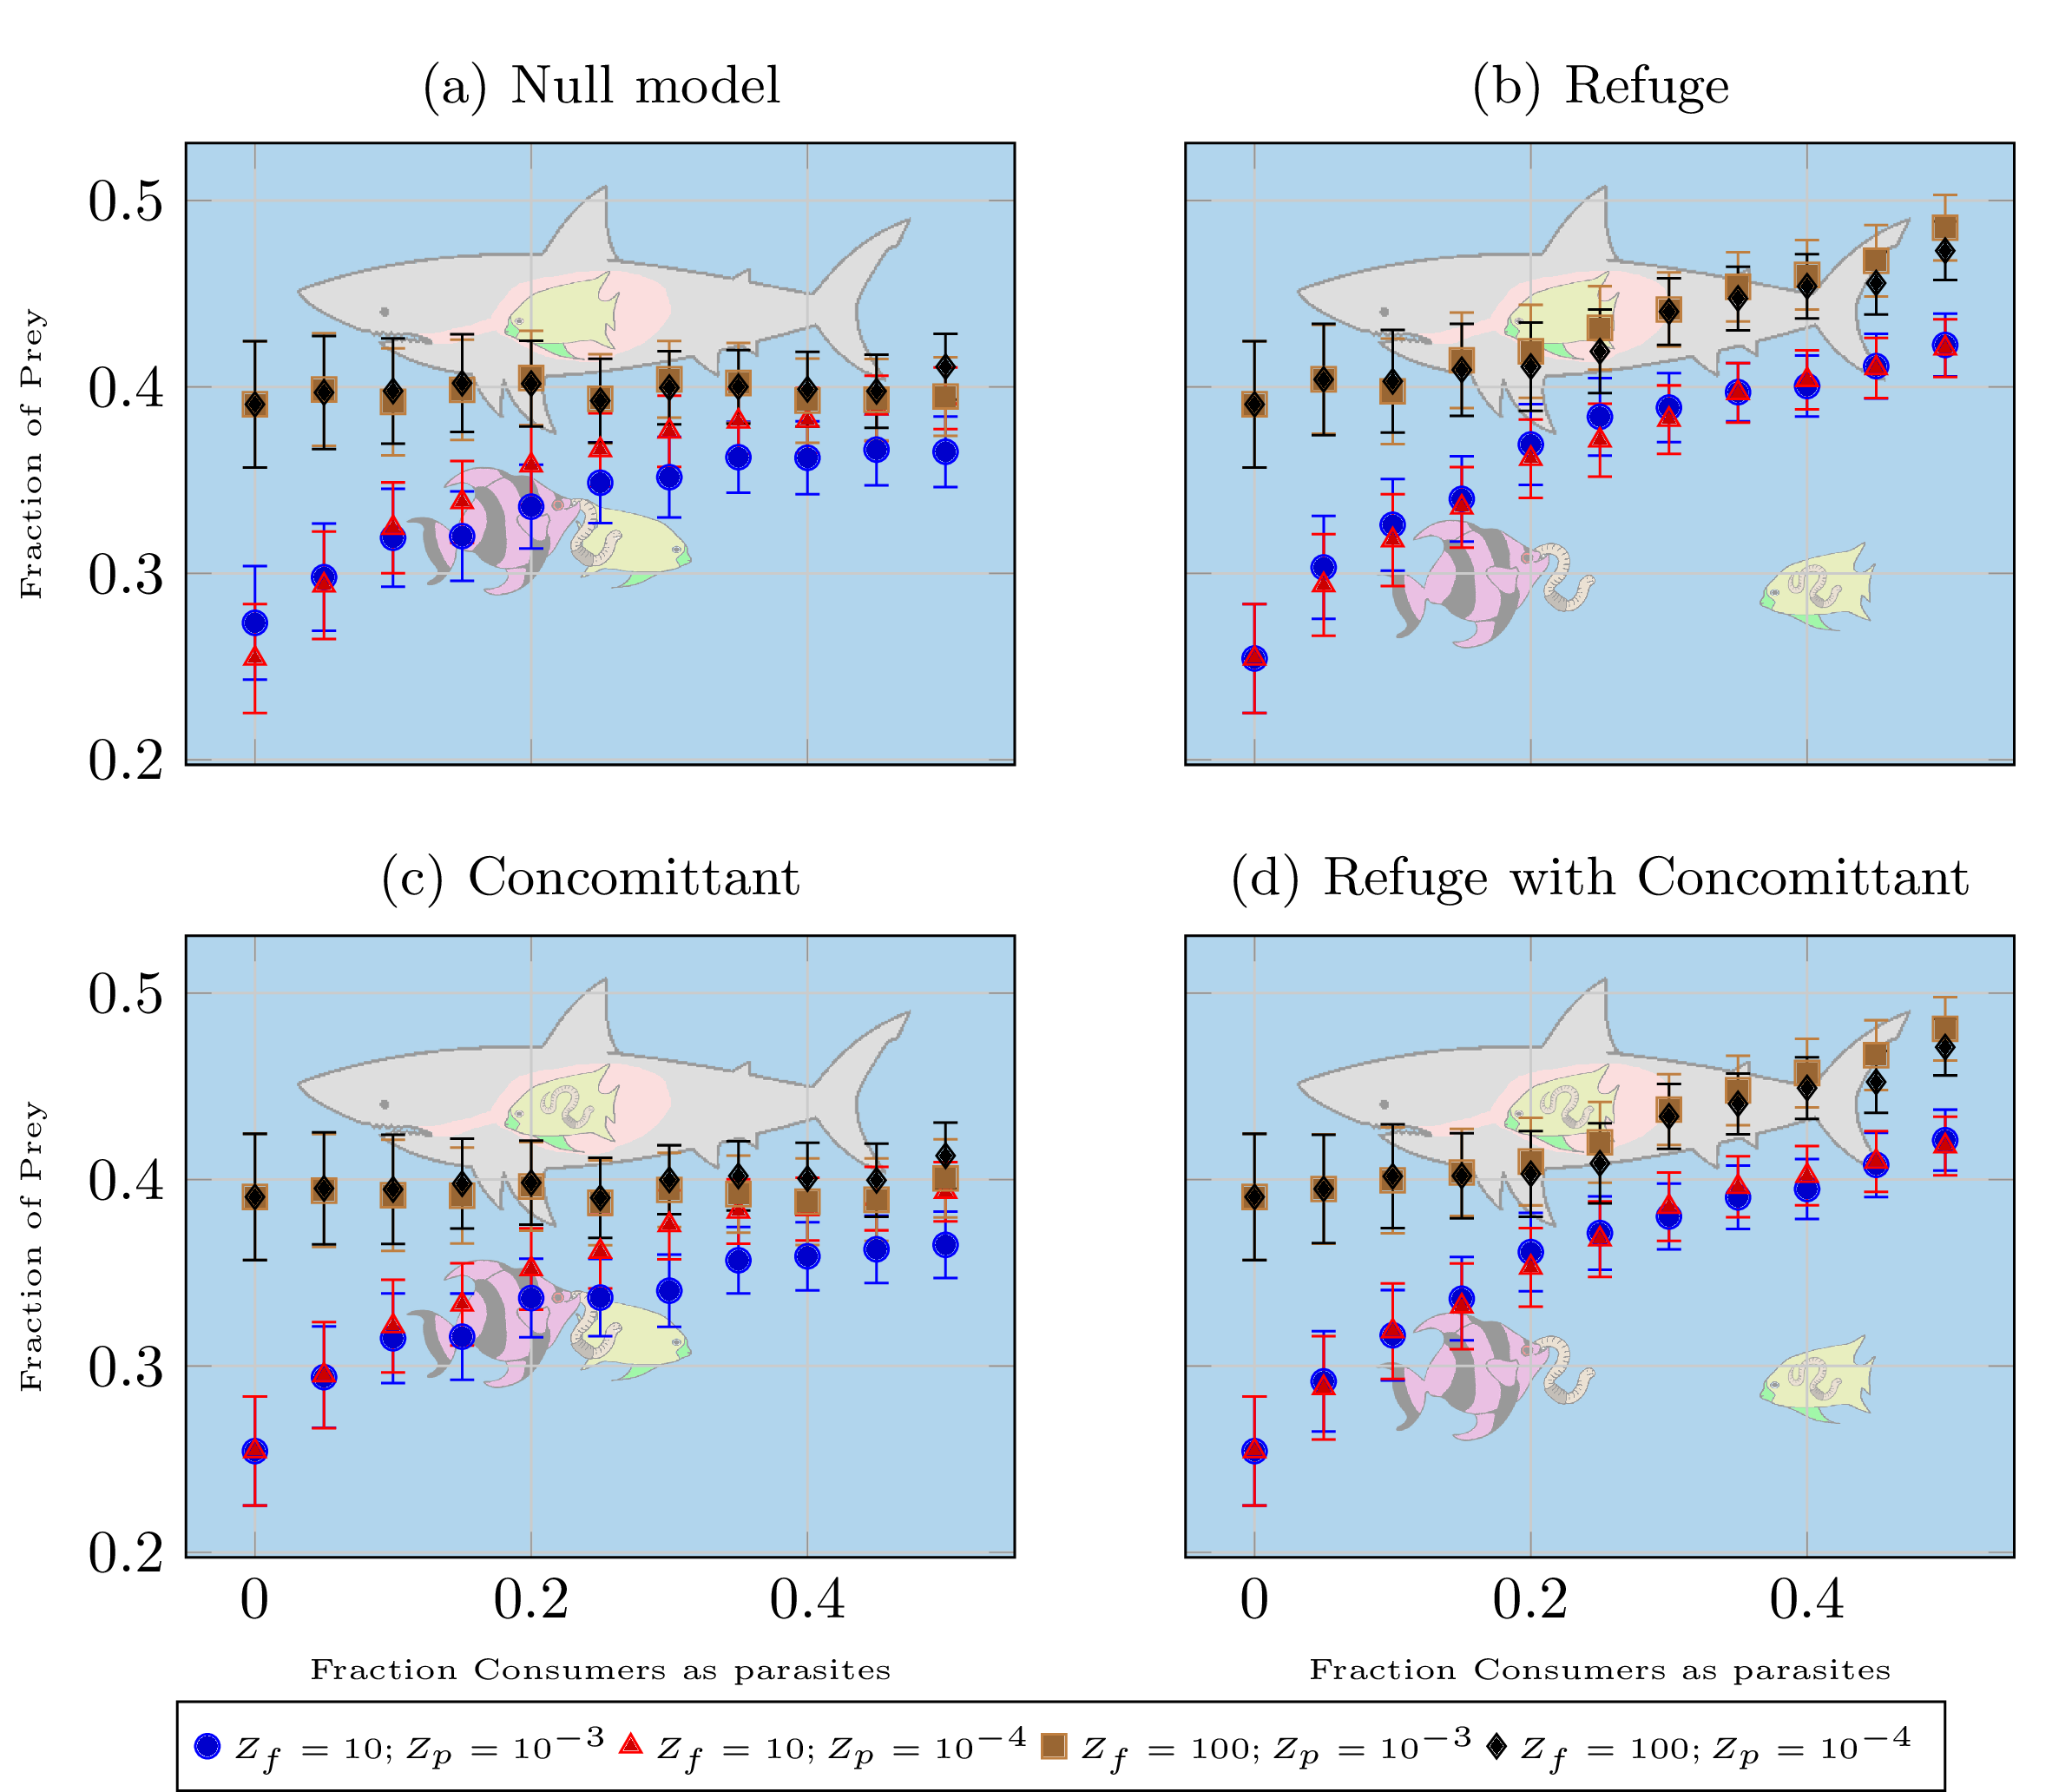 (a) Null model
(b) Refuge
0.5
0.4
0.3
0.2
Fraction of Prey
(c) Concomittant
(d) Refuge with Concomittant
0.5
0.4
0.3
0.2
Fraction of Prey
0 0.2 0.4
0 0.2 0.4
Fraction Consumers as parasites
Fraction Consumers as parasites
Z_f = 10; Z_p = 10^{-3} Z_f = 10; Z_p = 10^{-4} Z_f = 100; Z_p = 10^{-3} Z_f = 100; Z_p = 10^{-4}